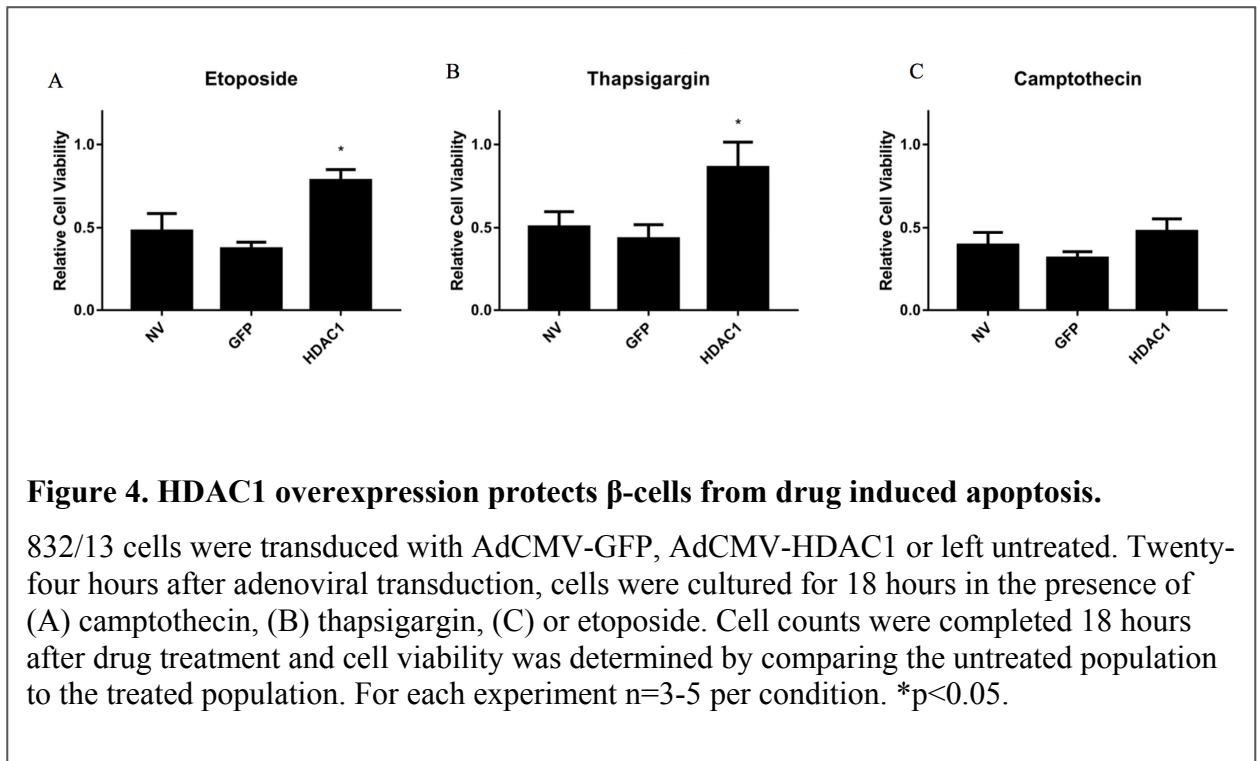 A
Etoposide
Relative Cell Viability
1.0
0.5
0.0
*
NV
GFP
HDAC1
B
Thapsigargin
Relative Cell Viability
1.0
0.5
0.0
*
NV
GFP
HDAC1
C
Camptothecin
Relative Cell Viability
1.0
0.5
0.0
NV
GFP
HDAC1
Figure 4. HDAC1 overexpression protects β-cells from drug induced apoptosis.
832/13 cells were transduced with AdCMV-GFP, AdCMV-HDAC1 or left untreated. Twenty-
four hours after adenoviral transduction, cells were cultured for 18 hours in the presence of
(A) camptothecin, (B) thapsigargin, (C) or etoposide. Cell counts were completed 18 hours
after drug treatment and cell viability was determined by comparing the untreated population
to the treated population. For each experiment n=3-5 per condition. *p<0.05.